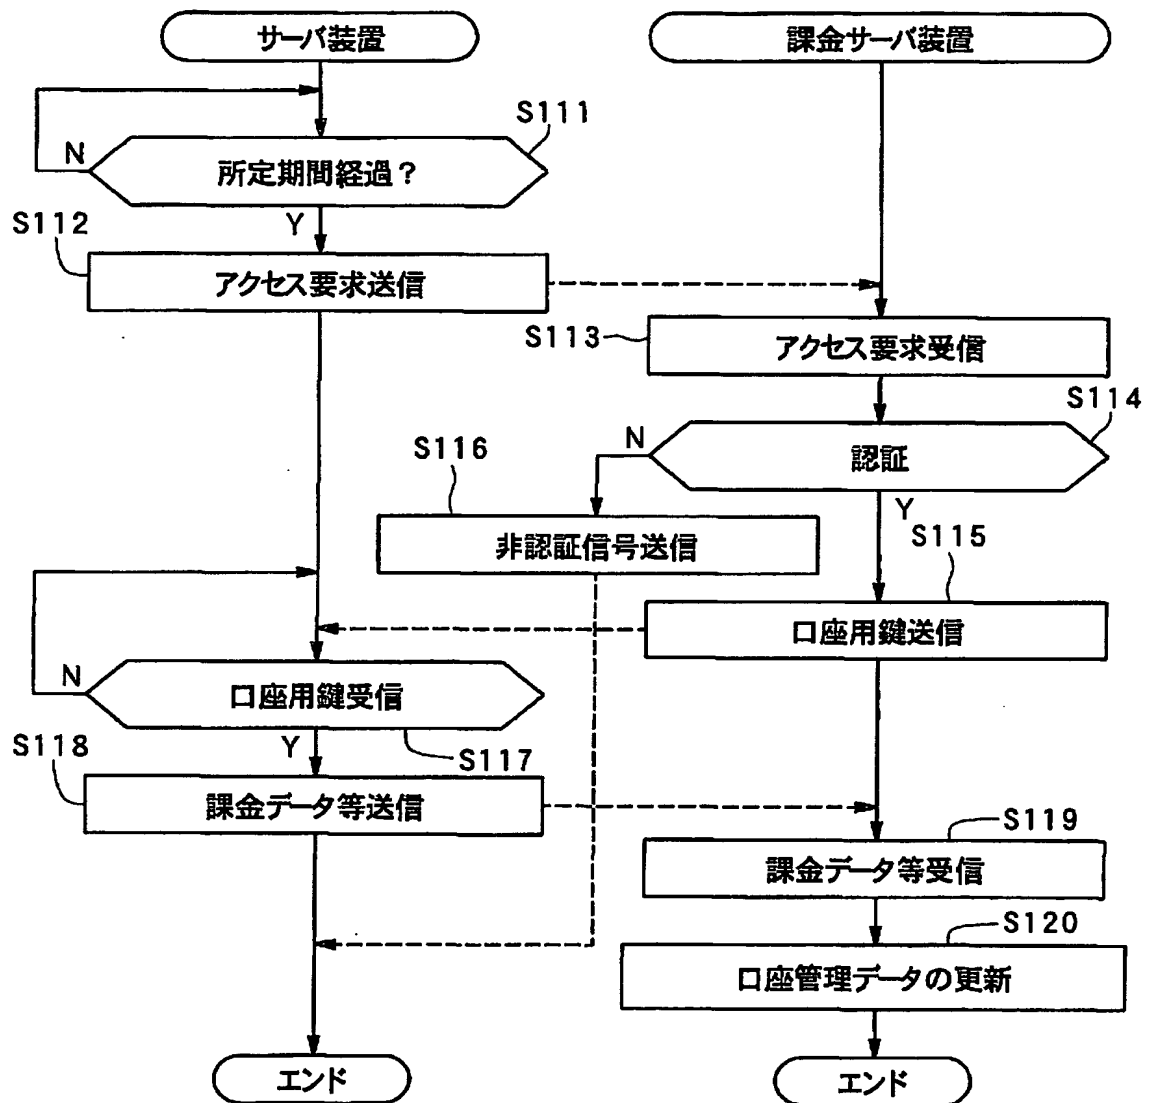 サーバ装置
課金サーバ装置
S111
N
所定期間経過?
Y
S112
アクセス要求送信
S113
アクセス要求受信
S114
N
認証
Y
S116
非認証信号送信
S115
口座用鍵送信
N
口座用鍵受信
Y
S117
S118
課金データ等送信
S119
課金データ等受信
S120
口座管理データの更新
エンド
エンド